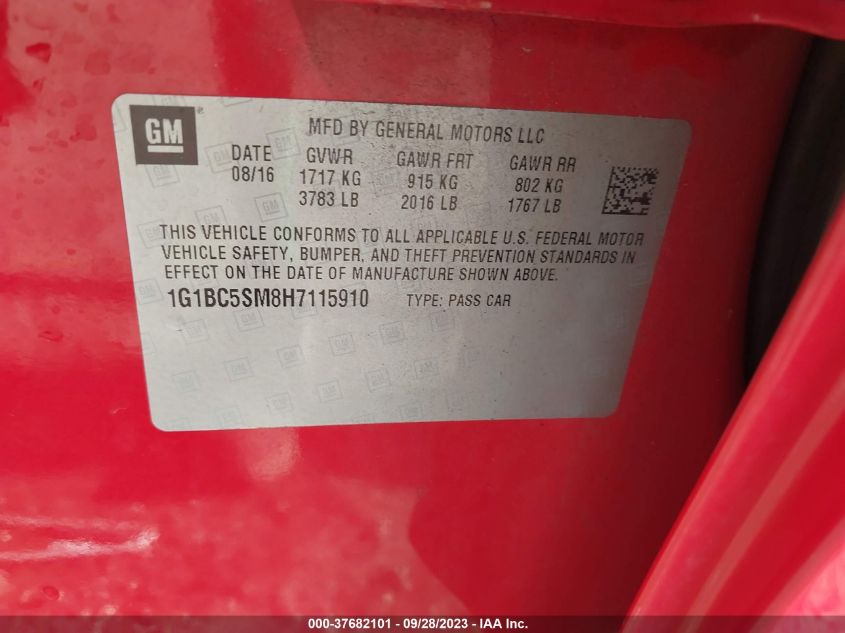 GM ®
MFD BY GENERAL MOTORS LLC
DATE GVWR GAWR FRT GAWR RR
08/16 1717 KG 915 KG 802 KG
3783 LB 2016 LB 1767 LB
THIS VEHICLE CONFORMS TO ALL APPLICABLE U.S. FEDERAL MOTOR
VEHICLE SAFETY, BUMPER, AND THEFT PREVENTION STANDARDS IN
EFFECT ON THE DATE OF MANUFACTURE SHOWN ABOVE.
1G1BC5SM8H7115910 TYPE: PASS CAR
000-37682101 - 09/28/2023 - IAA Inc.